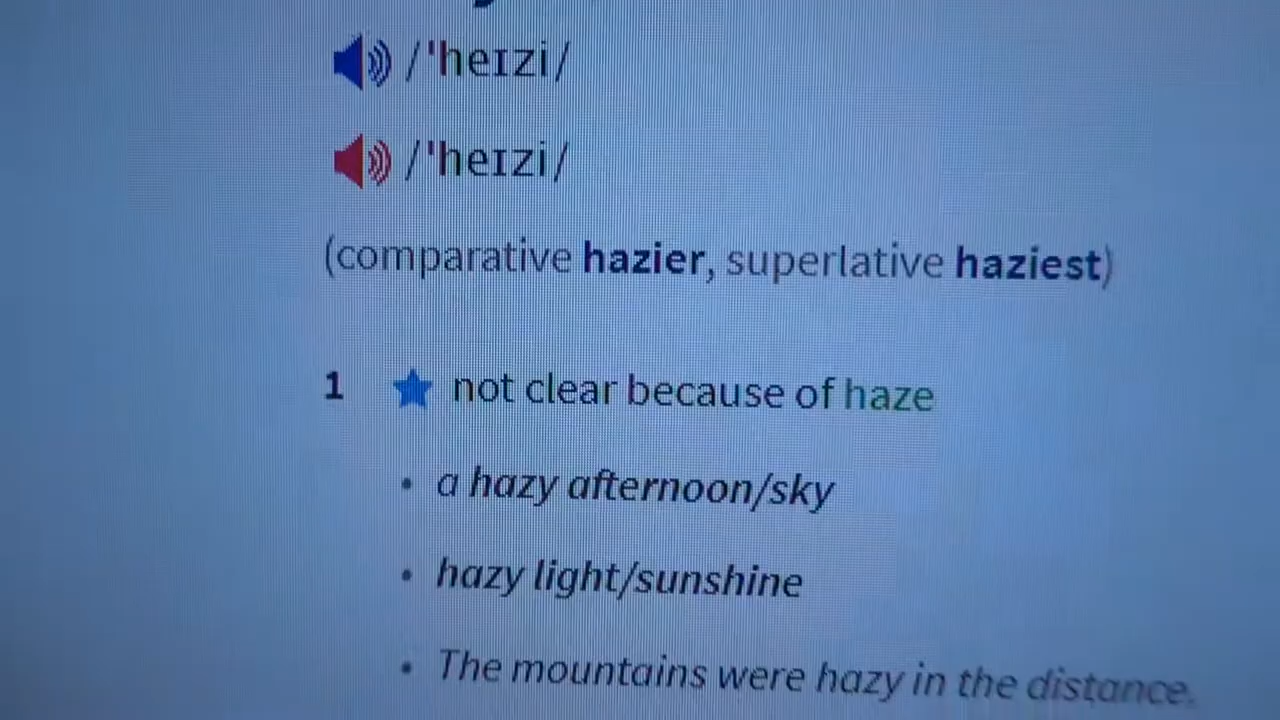 /ˈheɪzi/
/ˈheɪzi/
(comparative hazier, superlative haziest)
1 not clear because of haze
• a hazy afternoon/sky
• hazy light/sunshine
• The mountains were hazy in the distance.